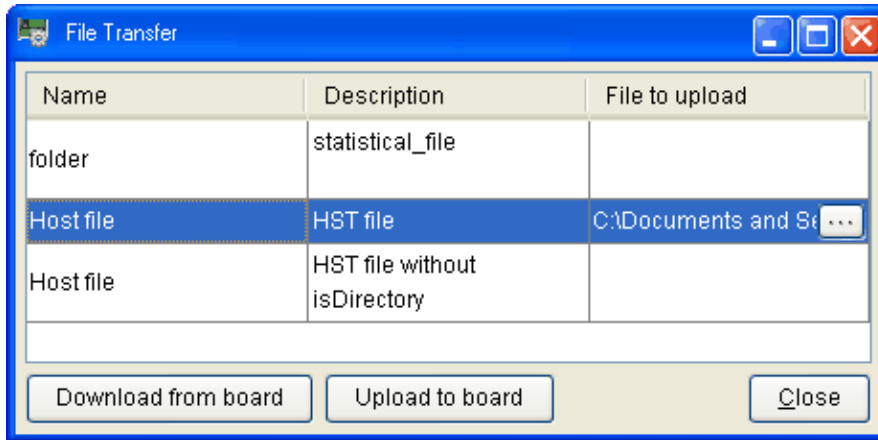 File Transfer
Name Description File to upload
folder statistical_file
Host file HST file C:\Documents and Se ...
Host file HST file without
isDirectory
Download from board Upload to board Close